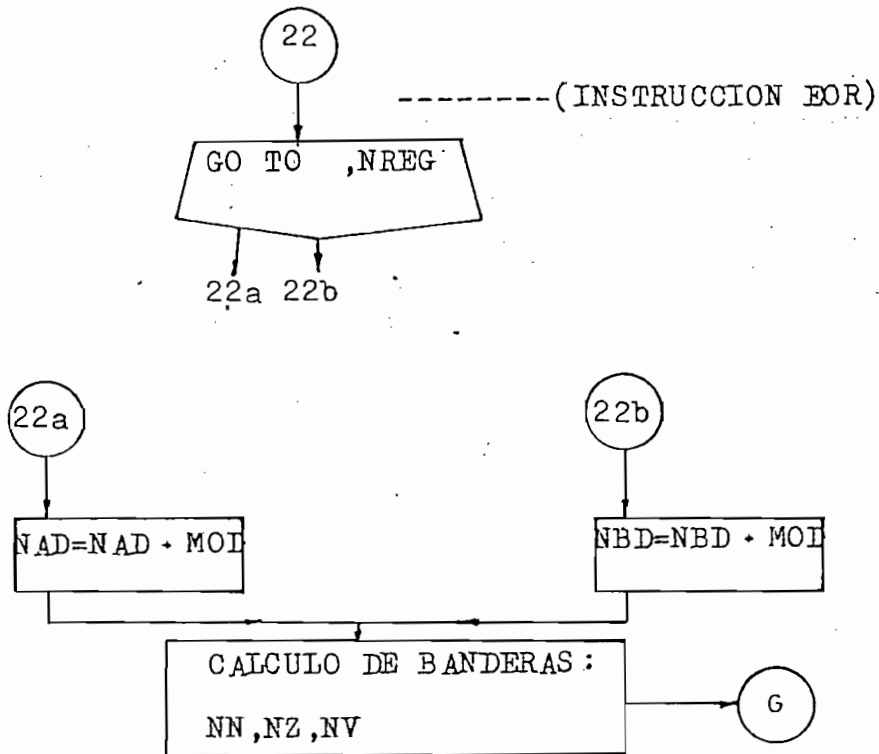 22
-------(INSTRUCCION EOR)
GO TO ,NREG
22a 22b
22a
22b
NAD=NAD + MOD
NBD=NBD + MOD
CALCULO DE BANDERAS:
NN,NZ,NV
G